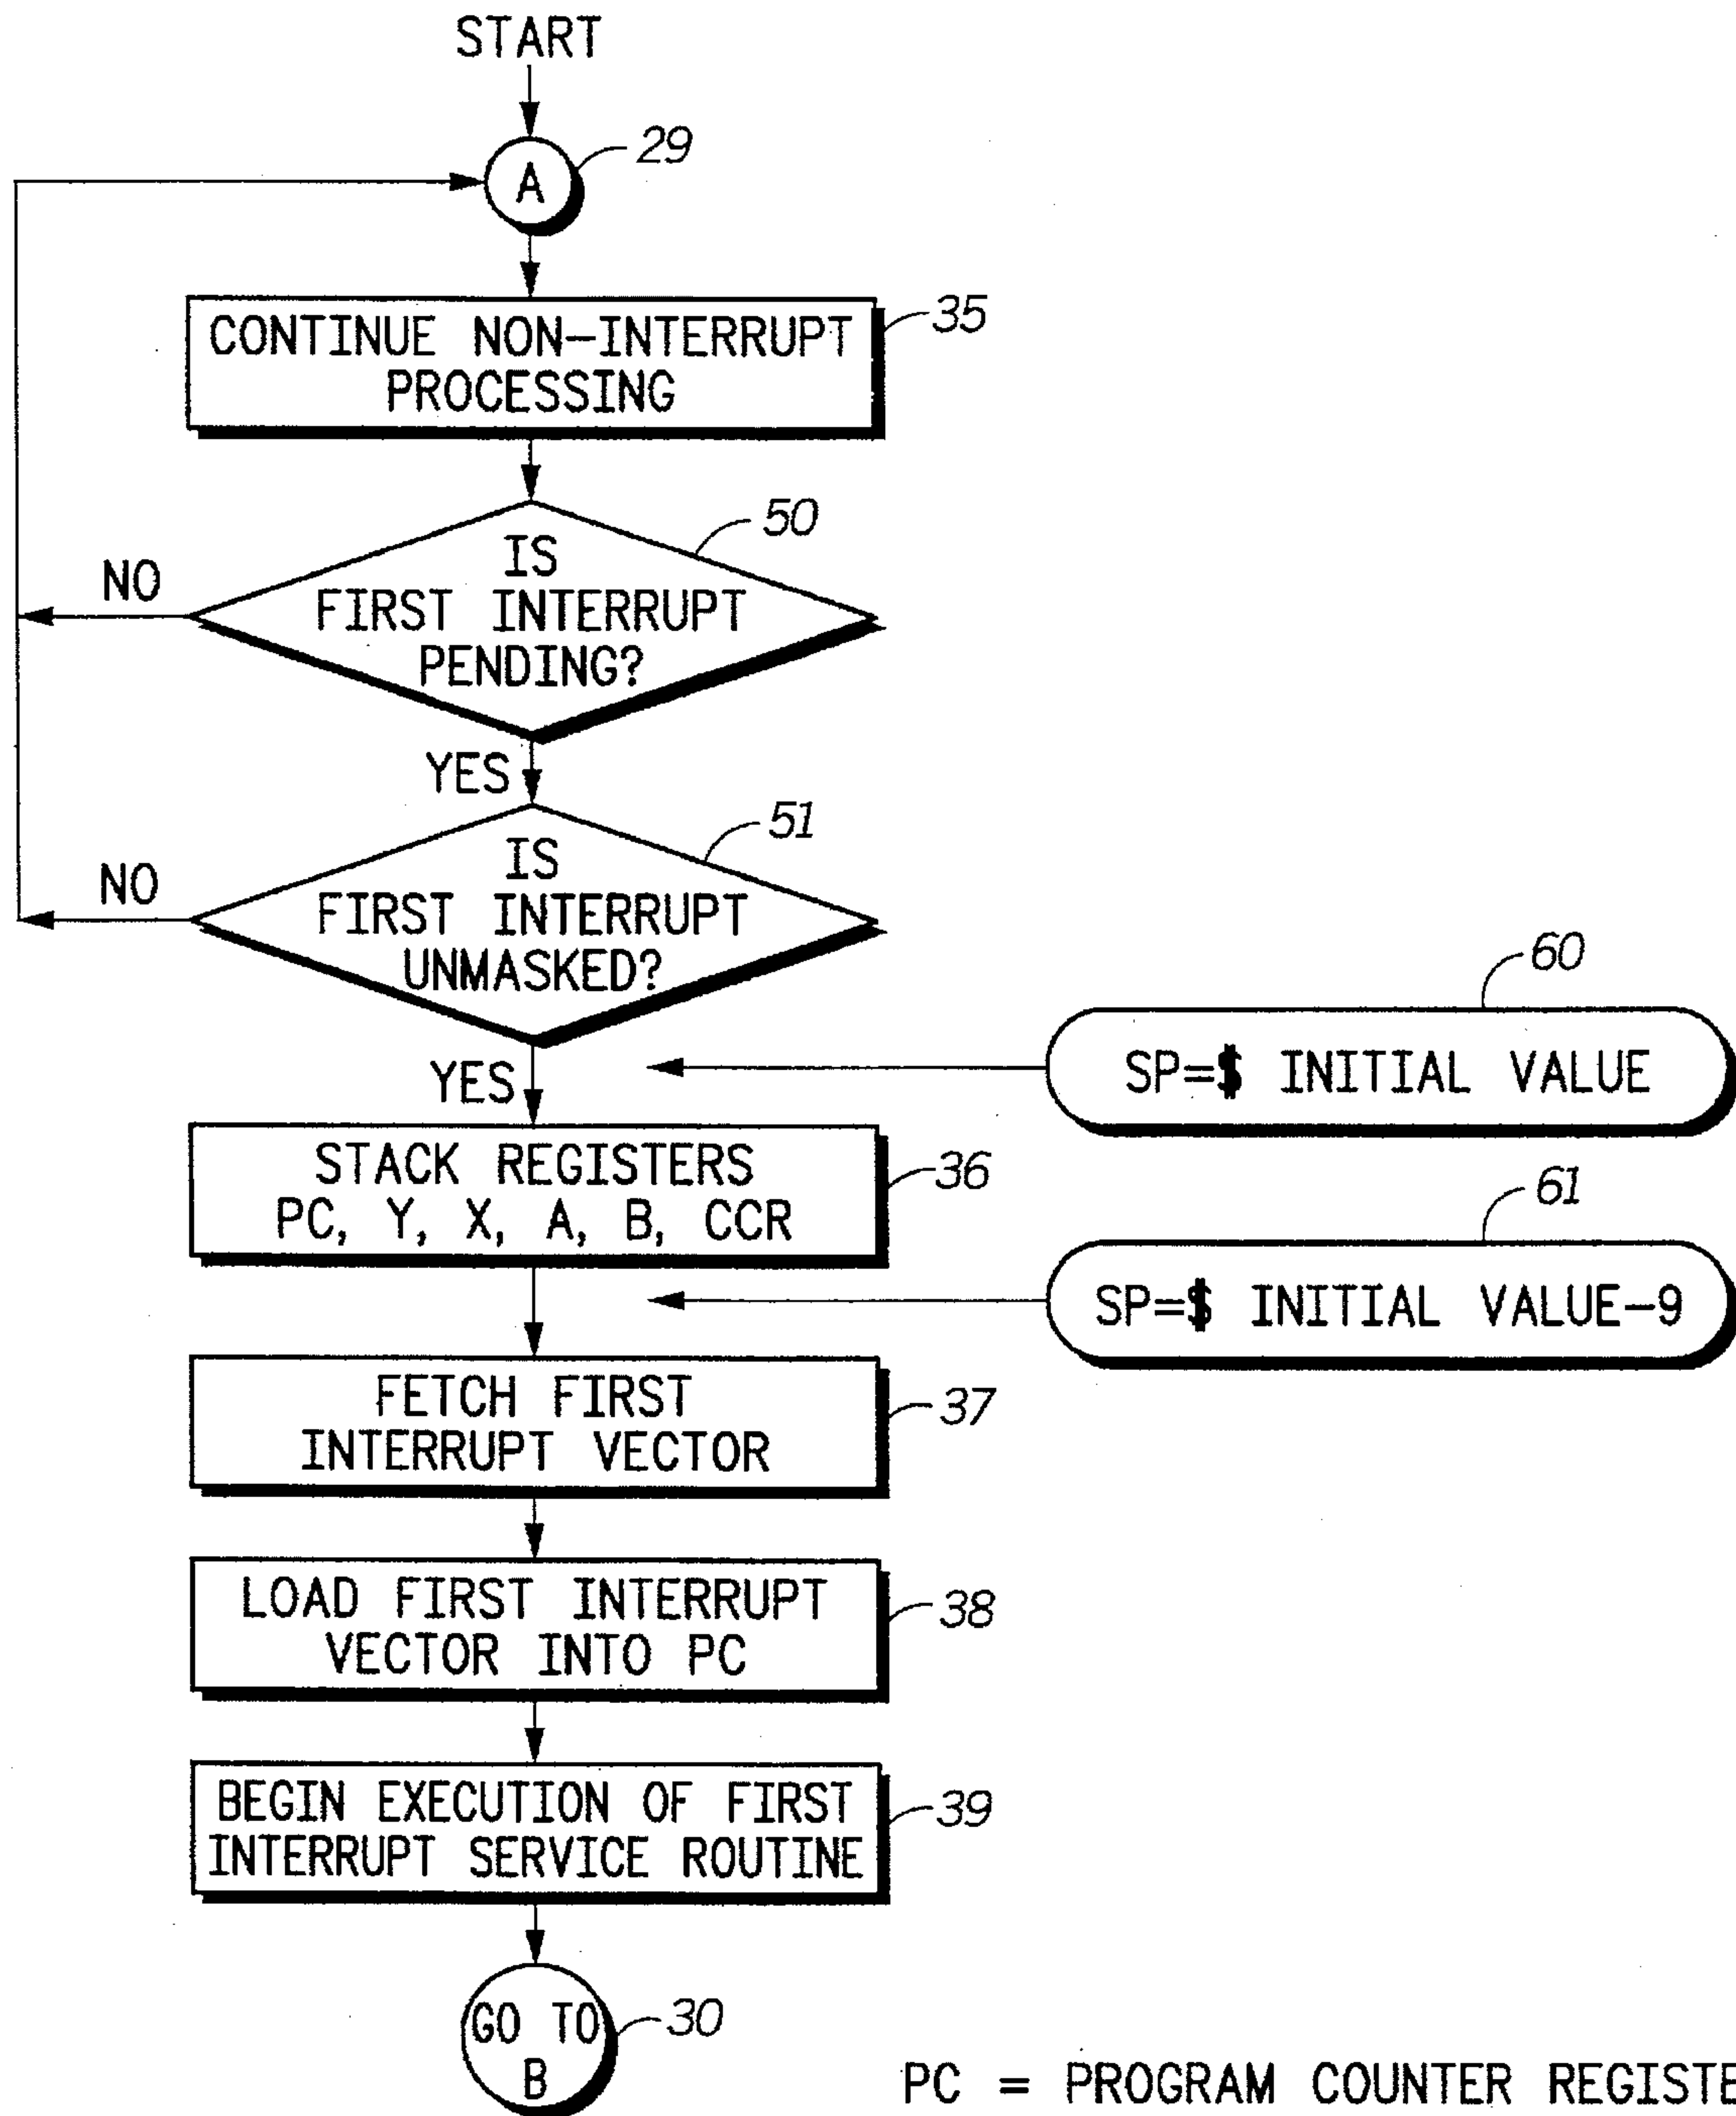 START
A
29
CONTINUE NON-INTERRUPT
PROCESSING
35
IS
FIRST INTERRUPT
PENDING?
50
NO
YES
IS
FIRST INTERRUPT
UNMASKED?
51
NO
YES
SP=$ INITIAL VALUE
60
STACK REGISTERS
PC, Y, X, A, B, CCR
36
SP=$ INITIAL VALUE-9
61
FETCH FIRST
INTERRUPT VECTOR
37
LOAD FIRST INTERRUPT
VECTOR INTO PC
38
BEGIN EXECUTION OF FIRST
INTERRUPT SERVICE ROUTINE
39
GO TO
B
30
PC = PROGRAM COUNTER